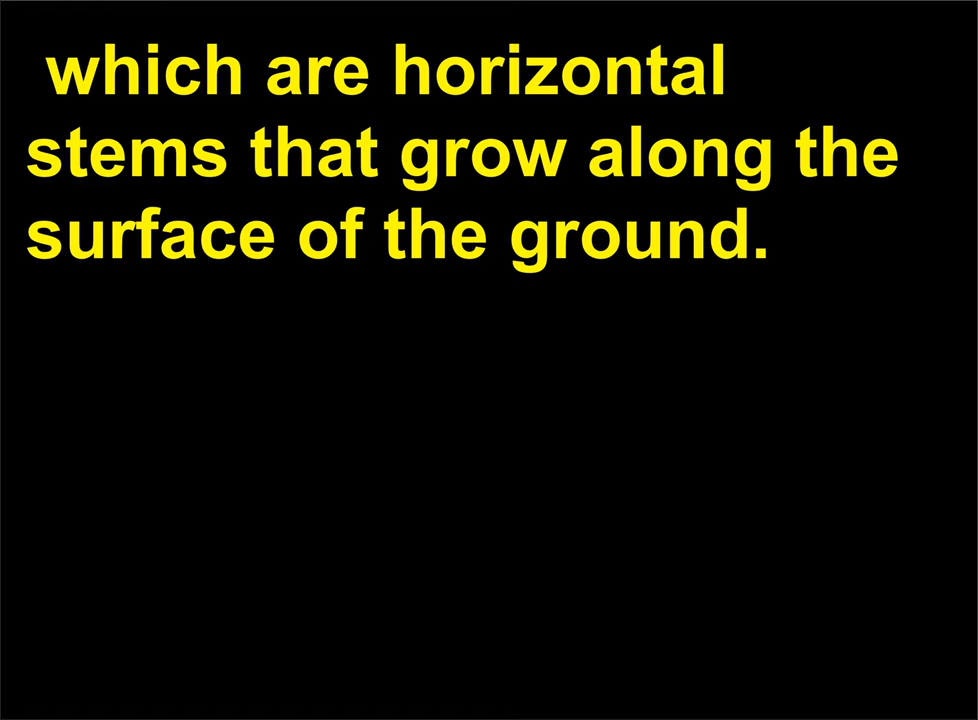 which are horizontal
stems that grow along the
surface of the ground.